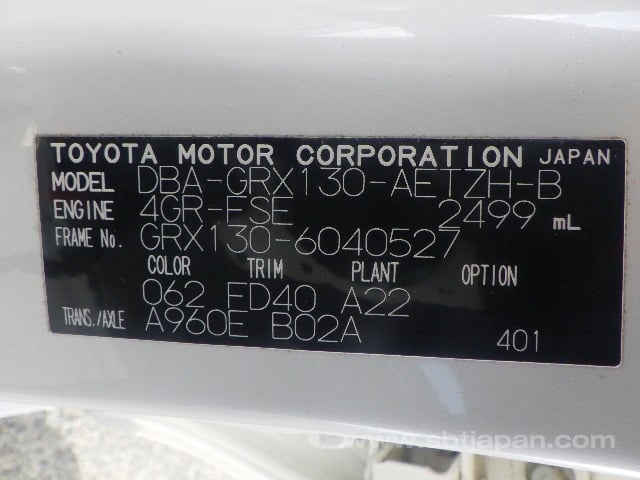 TOYOTA MOTOR CORPORATION JAPAN
MODEL DBA-GRX130-AETZH-B
ENGINE 4GR-FSE 2499 mL
FRAME No. GRX130-6040527
COLOR TRIM PLANT OPTION
062 FD40 A22
TRANS./AXLE A960E B02A 401
www.sbtjapan.com